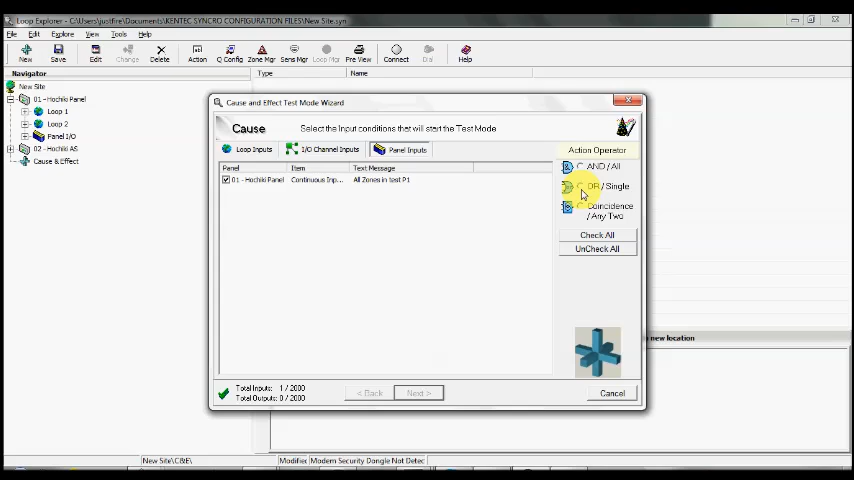 Loop Explorer - C:\Users\justfire\Documents\KENTEC SYNCRO CONFIGURATION FILES\New Site.syn
File Edit Explore View Tools Help
New Save Edit Change Delete Action Q Config Zone Mgr Sens Mgr Loop Mgr Pre View Connect Dial Help
Navigator
Type Name
New Site
01 - Hochiki Panel
Loop 1
Loop 2
Panel I/O
02 - Hochiki AS
Cause & Effect
Cause and Effect Test Mode Wizard
Cause Select the Input conditions that will start the Test Mode
Loop Inputs I/O Channel Inputs Panel Inputs
Action Operator
AND / All
OR / Single
Coincidence
/ Any Two
Check All
UnCheck All
Panel Item Text Message
01 - Hochiki Panel Continuous Inp... All Zones in test P1
new location
Total Inputs: 1 / 2000
Total Outputs: 0 / 2000
< Back Next > Cancel
New Site\C&E\ Modified Modem Security Dongle Not Detec